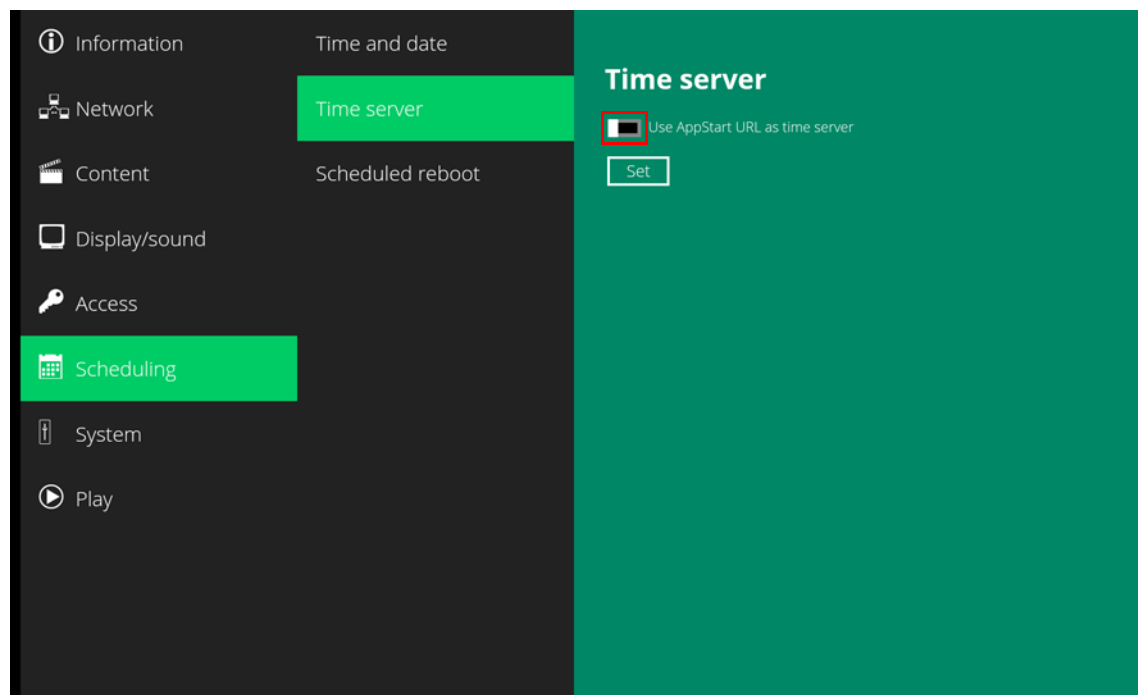 Information
Network
Content
Display/sound
Access
Scheduling
System
Play
Time and date
Time server
Scheduled reboot
Time server
Use AppStart URL as time server
Set